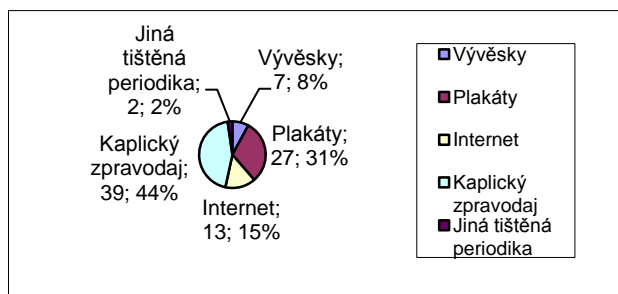 Jiná
tištěná
periodika;
2; 2%
Vývěsky;
7; 8%
Plakáty;
27; 31%
Internet;
13; 15%
Kaplický
zpravodaj;
39; 44%
Vývěsky
Plakáty
Internet
Kaplický
zpravodaj
Jiná tištěná
periodika